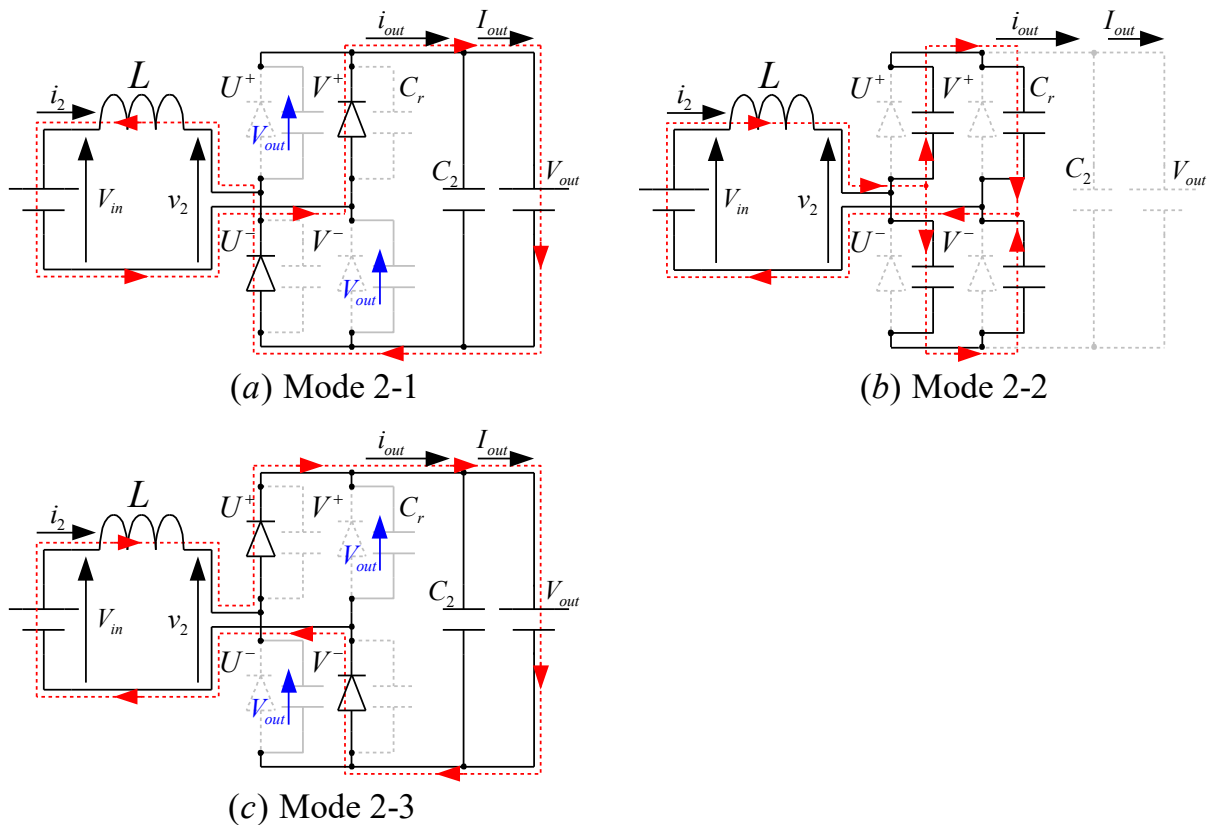 i_out I_out
L U⁺ V⁺ C_r
i_2
V_out
V_in v_2 C_2 V_out
U⁻ V⁻
V_out
(a) Mode 2-1
i_out I_out
L U⁺ V⁺ C_r
i_2
V_in v_2 C_2 V_out
U⁻ V⁻
(b) Mode 2-2
i_out I_out
L U⁺ V⁺ C_r
i_2
V_out
V_in v_2 C_2 V_out
U⁻ V⁻
V_out
(c) Mode 2-3